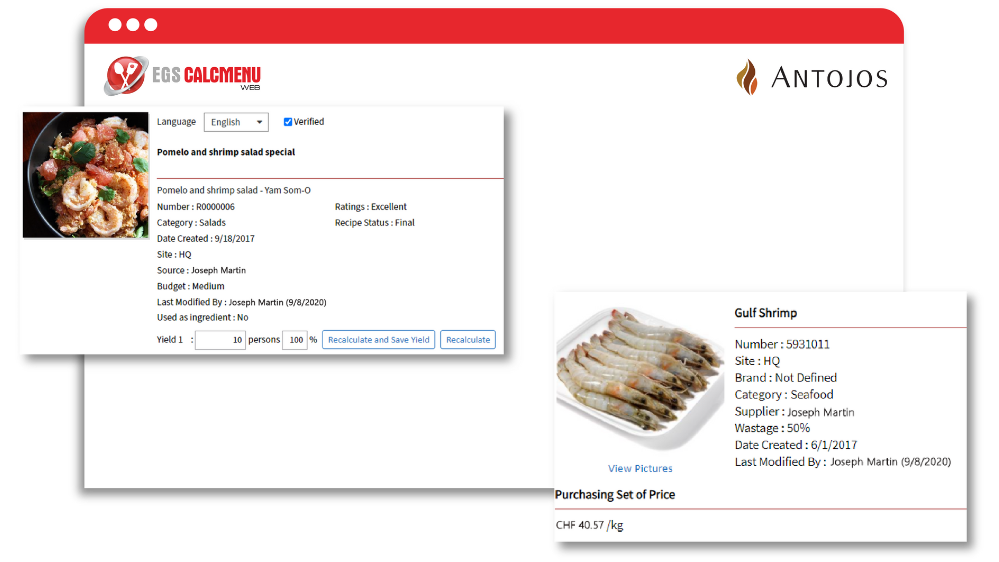 EGS CALCMENU
WEB
ANTOJOS
Language English Verified
Pomelo and shrimp salad special
Pomelo and shrimp salad - Yam Som-O
Number : R0000006 Ratings : Excellent
Category : Salads Recipe Status : Final
Date Created : 9/18/2017
Site : HQ
Source : Joseph Martin
Budget : Medium
Last Modified By : Joseph Martin (9/8/2020)
Used as ingredient : No
Yield 1 : 10 persons 100 % Recalculate and Save Yield Recalculate
Gulf Shrimp
Number : 5931011
Site : HQ
Brand : Not Defined
Category : Seafood
Supplier : Joseph Martin
Wastage : 50%
Date Created : 6/1/2017
Last Modified By : Joseph Martin (9/8/2020)
View Pictures
Purchasing Set of Price
CHF 40.57 /kg